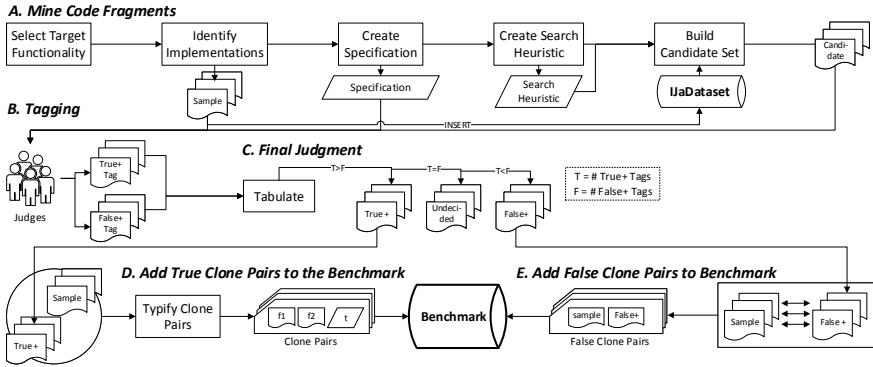 A. Mine Code Fragments
Select Target
Functionality
Identify
Implementations
Create
Specification
Create Search
Heuristic
Build
Candidate Set
Candi-
date
Sample
Specification
Search
Heuristic
IJaDataset
B. Tagging
INSERT
Judges
True+
Tag
False+
Tag
C. Final Judgment
Tabulate
T>F
T=F
T<F
True +
Undeci-
ded
False+
T = # True+ Tags
F = # False+ Tags
D. Add True Clone Pairs to the Benchmark
E. Add False Clone Pairs to Benchmark
Sample
True +
Typify Clone
Pairs
f1
f2
t
Clone Pairs
Benchmark
sample
False+
False Clone Pairs
Sample
False +